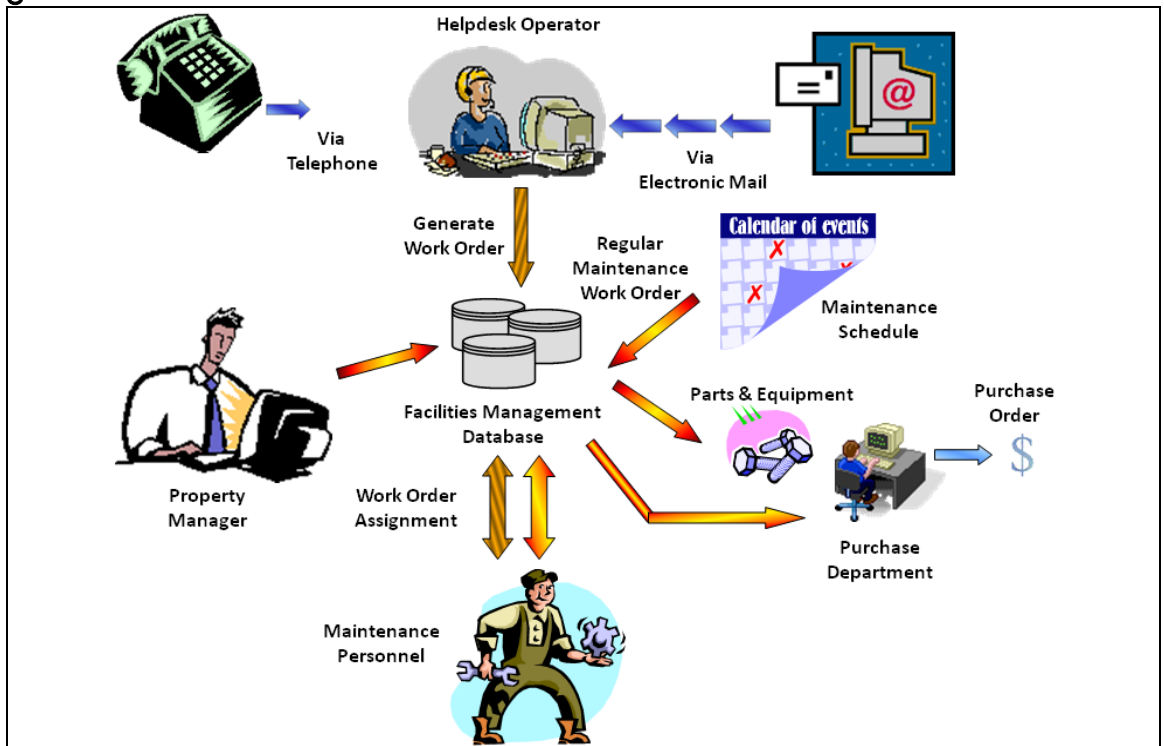 Helpdesk Operator
Via
Telephone
=
@
Via
Electronic Mail
Generate
Work Order
Regular
Maintenance
Work Order
Calendar of events
Maintenance
Schedule
Facilities Management
Database
Parts & Equipment
Purchase
Order
$
Property
Manager
Work Order
Assignment
Purchase
Department
Maintenance
Personnel